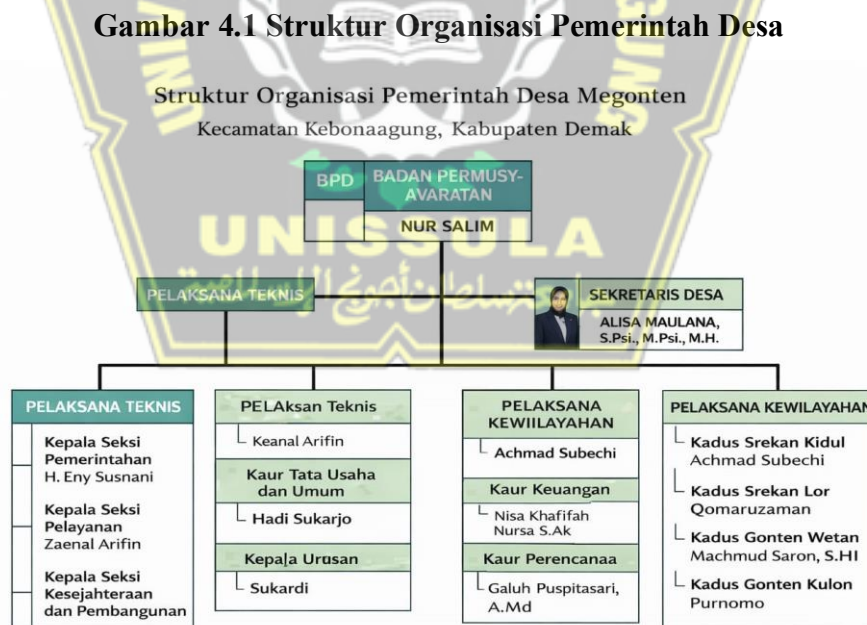 Gambar 4.1 Struktur Organisasi Pemerintah Desa
Struktur Organisasi Pemerintah Desa Megonten
Kecamatan Kebonaagung, Kabupaten Demak
BPD
BADAN PERMUSY-
AVARATAN
NUR SALIM
UNISSULA
PELAKSANA TEKNIS
SEKRETARIS DESA
ALISA MAULANA,
S.Psi., M.Psi., M.H.
PELAKSANA TEKNIS
Kepala Seksi
Pemerintahan
H. Eny Susnani
Kepala Seksi
Pelayanan
Zaenal Arifin
Kepala Seksi
Kesejahteraan
dan Pembangunan
PELAksan Teknis
Keanal Arifin
Kaur Tata Usaha
dan Umum
Hadi Sukarjo
Kepala Urusan
Sukardi
PELAKSANA
KEWIILAYAHAN
Achmad Subechi
Kaur Keuangan
Nisa Khafifah
Nursa S.Ak
Kaur Perencanaa
Galuh Puspitasari,
A.Md
PELAKSANA KEWILAYAHAN
Kadus Srekan Kidul
Achmad Subechi
Kadus Srekan Lor
Qomaruzaman
Kadus Gonten Wetan
Machmud Saron, S.HI
Kadus Gonten Kulon
Purnomo